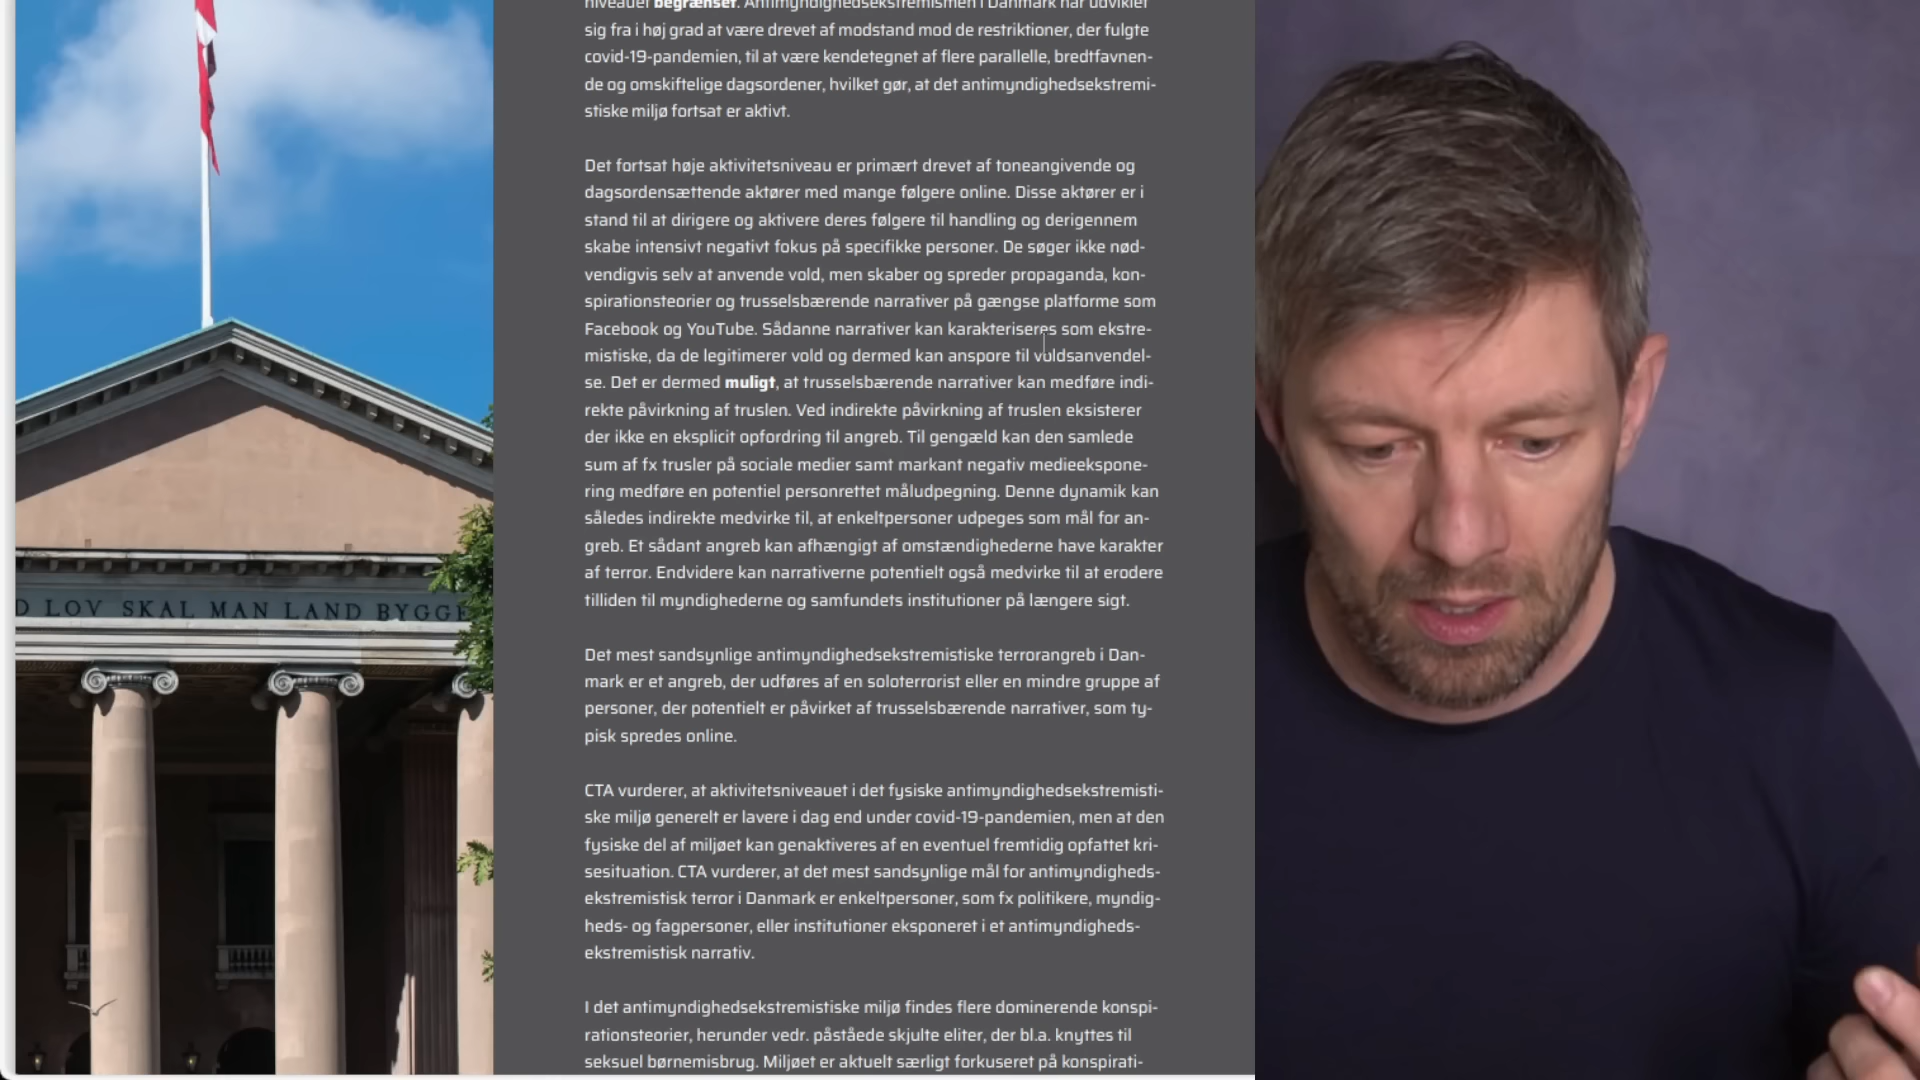 D LOV SKAL MAN LAND BYGGE
niveauet begrænset. Antimyndighedsekstremismen i Danmark har udviklet
sig fra i høj grad at være drevet af modstand mod de restriktioner, der fulgte
covid-19-pandemien, til at være kendetegnet af flere parallelle, bredtfavnen-
de og omskiftelige dagsordener, hvilket gør, at det antimyndighedsekstremi-
stiske miljø fortsat er aktivt.
Det fortsat høje aktivitetsniveau er primært drevet af toneangivende og
dagsordensættende aktører med mange følgere online. Disse aktører er i
stand til at dirigere og aktivere deres følgere til handling og derigennem
skabe intensivt negativt fokus på specifikke personer. De søger ikke nød-
vendigvis selv at anvende vold, men skaber og spreder propaganda, kon-
spirationsteorier og trusselsbærende narrativer på gængse platforme som
Facebook og YouTube. Sådanne narrativer kan karakteriseres som ekstre-
mistiske, da de legitimerer vold og dermed kan anspore til voldsanvendel-
se. Det er dermed muligt, at trusselsbærende narrativer kan medføre indi-
rekte påvirkning af truslen. Ved indirekte påvirkning af truslen eksisterer
der ikke en eksplicit opfordring til angreb. Til gengæld kan den samlede
sum af fx trusler på sociale medier samt markant negativ medieekspone-
ring medføre en potentiel personrettet måludpegning. Denne dynamik kan
således indirekte medvirke til, at enkeltpersoner udpeges som mål for an-
greb. Et sådant angreb kan afhængigt af omstændighederne have karakter
af terror. Endvidere kan narrativerne potentielt også medvirke til at erodere
tilliden til myndighederne og samfundets institutioner på længere sigt.
Det mest sandsynlige antimyndighedsekstremistiske terrorangreb i Dan-
mark er et angreb, der udføres af en soloterrorist eller en mindre gruppe af
personer, der potentielt er påvirket af trusselsbærende narrativer, som ty-
pisk spredes online.
CTA vurderer, at aktivitetsniveauet i det fysiske antimyndighedsekstremisti-
ske miljø generelt er lavere i dag end under covid-19-pandemien, men at den
fysiske del af miljøet kan genaktiveres af en eventuel fremtidig opfattet kri-
sesituation. CTA vurderer, at det mest sandsynlige mål for antimyndigheds-
ekstremistisk terror i Danmark er enkeltpersoner, som fx politikere, myndig-
heds- og fagpersoner, eller institutioner eksponeret i et antimyndigheds-
ekstremistisk narrativ.
I det antimyndighedsekstremistiske miljø findes flere dominerende konspi-
rationsteorier, herunder vedr. påståede skjulte eliter, der bl.a. knyttes til
seksuel børnemisbrug. Miljøet er aktuelt særligt forkuseret på konspirati-